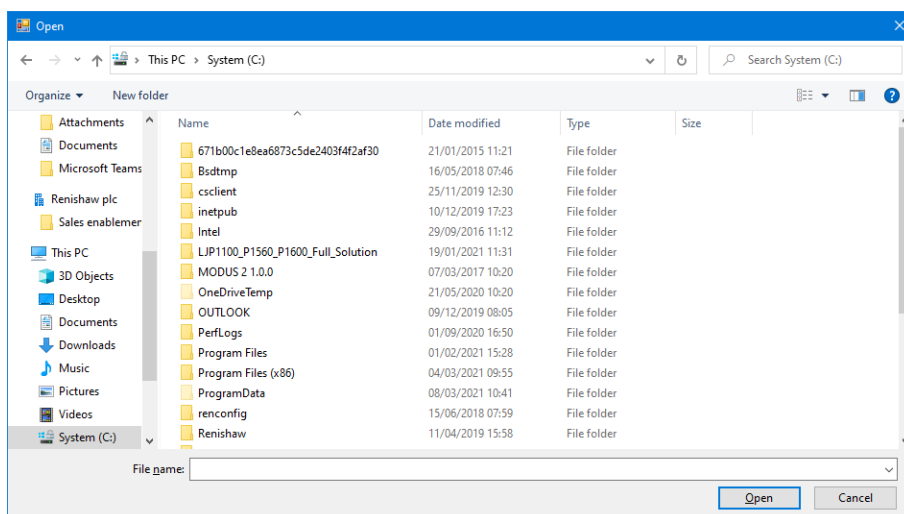 Open
This PC > System (C:)
Search System (C:)
Organize
New folder
Attachments
Documents
Microsoft Teams
Renishaw plc
Sales enablemer
This PC
3D Objects
Desktop
Documents
Downloads
Music
Pictures
Videos
System (C:)
Name Date modified Type Size
671b00c1e8ea6873c5de2403f4f2af30 21/01/2015 11:21 File folder
Bsdtmp 16/05/2018 07:46 File folder
csclient 25/11/2019 12:30 File folder
inetpub 10/12/2019 17:23 File folder
Intel 29/09/2016 11:12 File folder
LJP1100_P1560_P1600_Full_Solution 19/01/2021 11:31 File folder
MODUS 2 1.0.0 07/03/2017 10:20 File folder
OneDriveTemp 21/05/2020 10:20 File folder
OUTLOOK 09/12/2019 08:05 File folder
PerfLogs 01/09/2020 16:50 File folder
Program Files 01/02/2021 15:28 File folder
Program Files (x86) 04/03/2021 09:55 File folder
ProgramData 08/03/2021 10:41 File folder
renconfig 15/06/2018 07:59 File folder
Renishaw 11/04/2019 15:58 File folder
File name:
Open Cancel